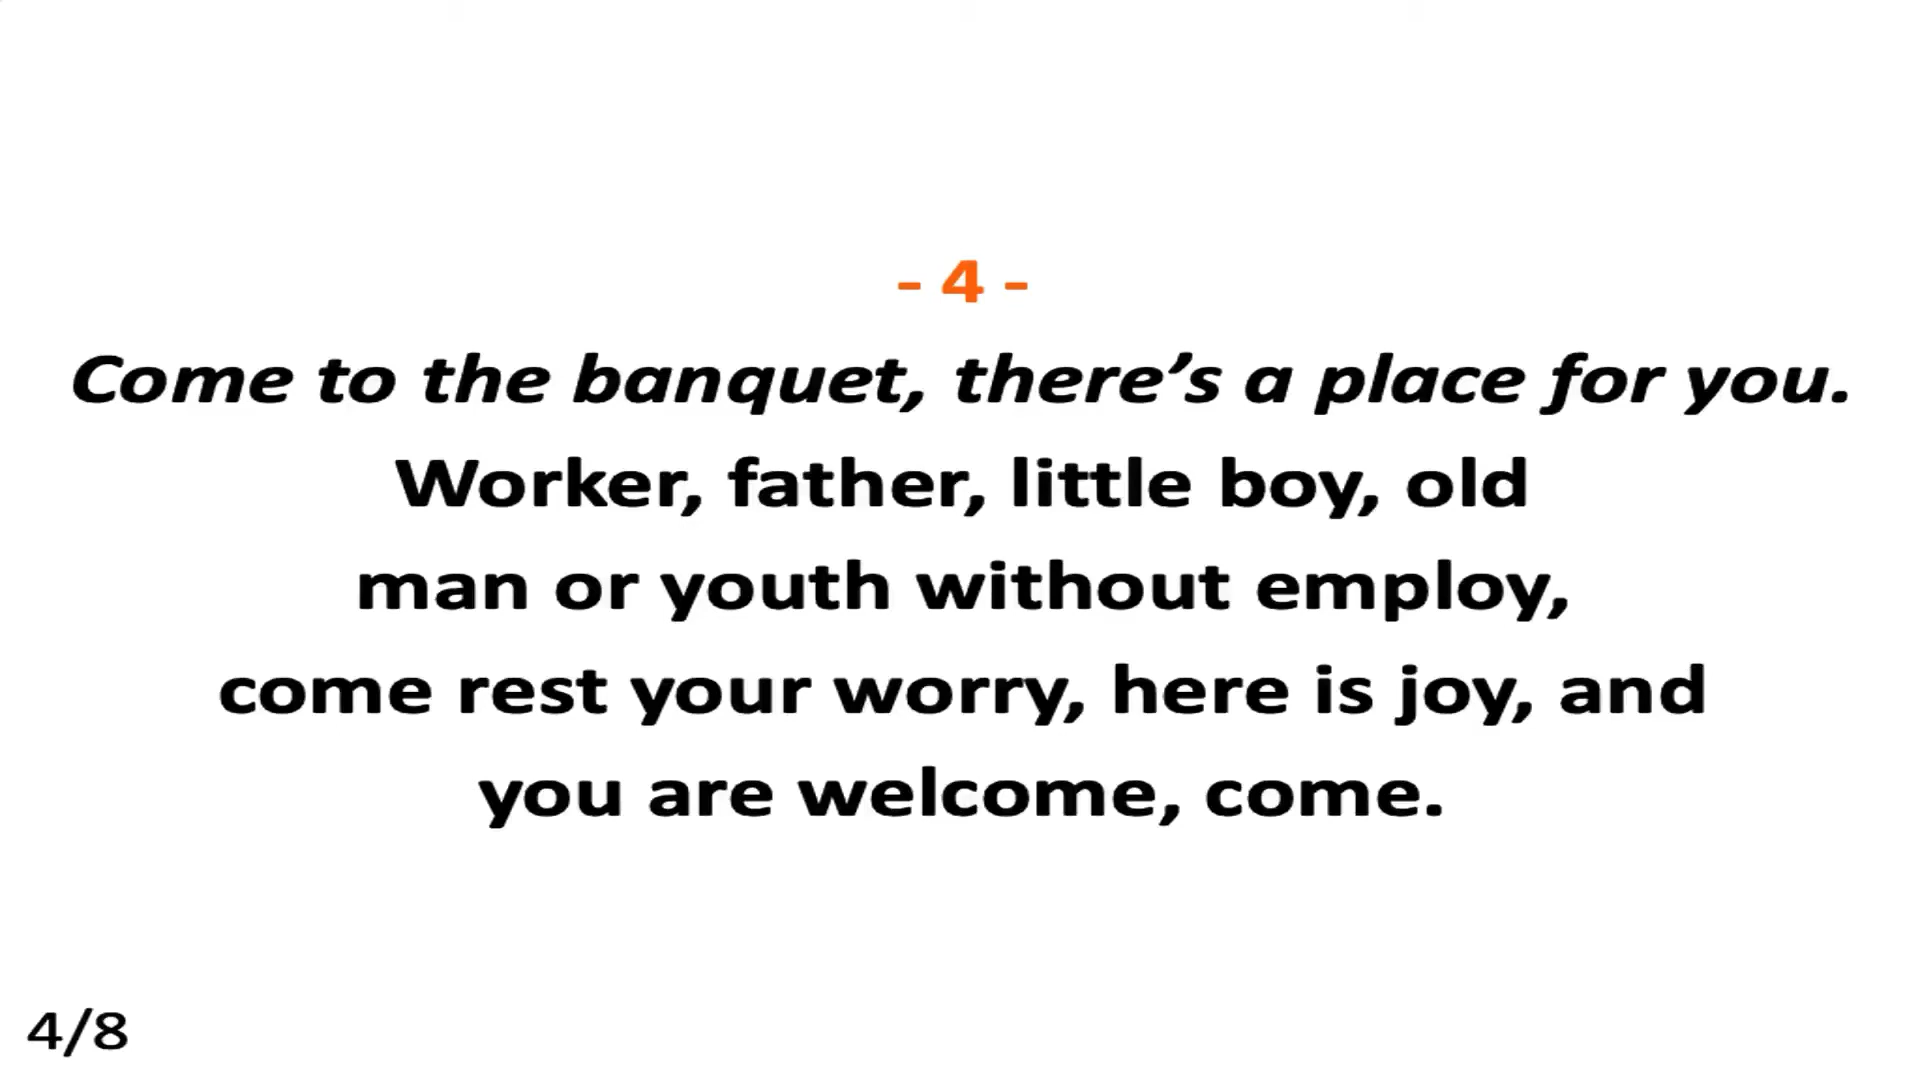 - 4 -
Come to the banquet, there’s a place for you.
Worker, father, little boy, old
man or youth without employ,
come rest your worry, here is joy, and
you are welcome, come.
4/8